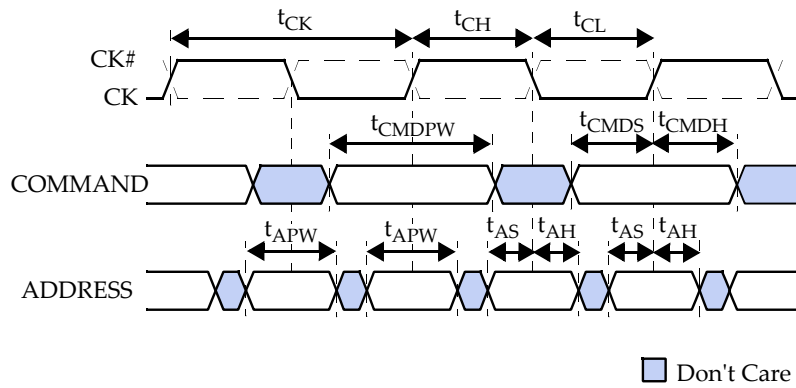 tCK tCH tCL
CK#
CK
tCMDPW tCMDS tCMDH
COMMAND
tAPW tAPW tAS tAH tAS tAH
ADDRESS
Don't Care